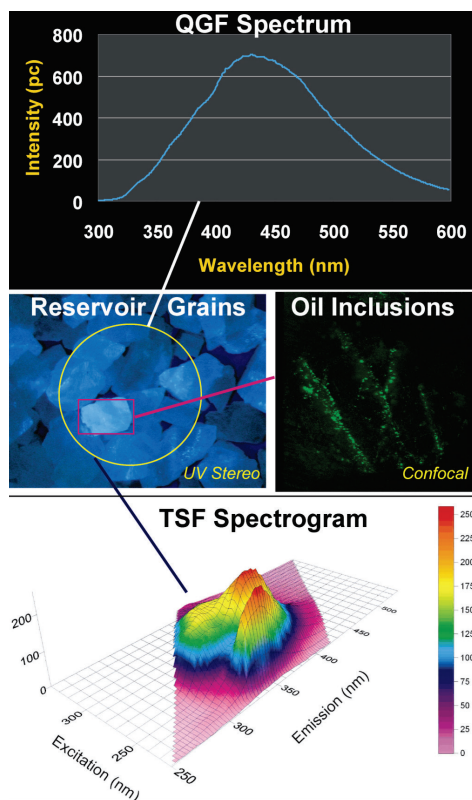 QGF Spectrum
800
600
400
200
0
Intensity (pc)
300 350 400 450 500 550 600
Wavelength (nm)
Reservoir Grains
UV Stereo
Oil Inclusions
Confocal
TSF Spectrogram
200
100
0
300
250
Excitation (nm)
250
300
350
400
450
500
Emission (nm)
250
225
200
175
150
125
100
75
50
25
0